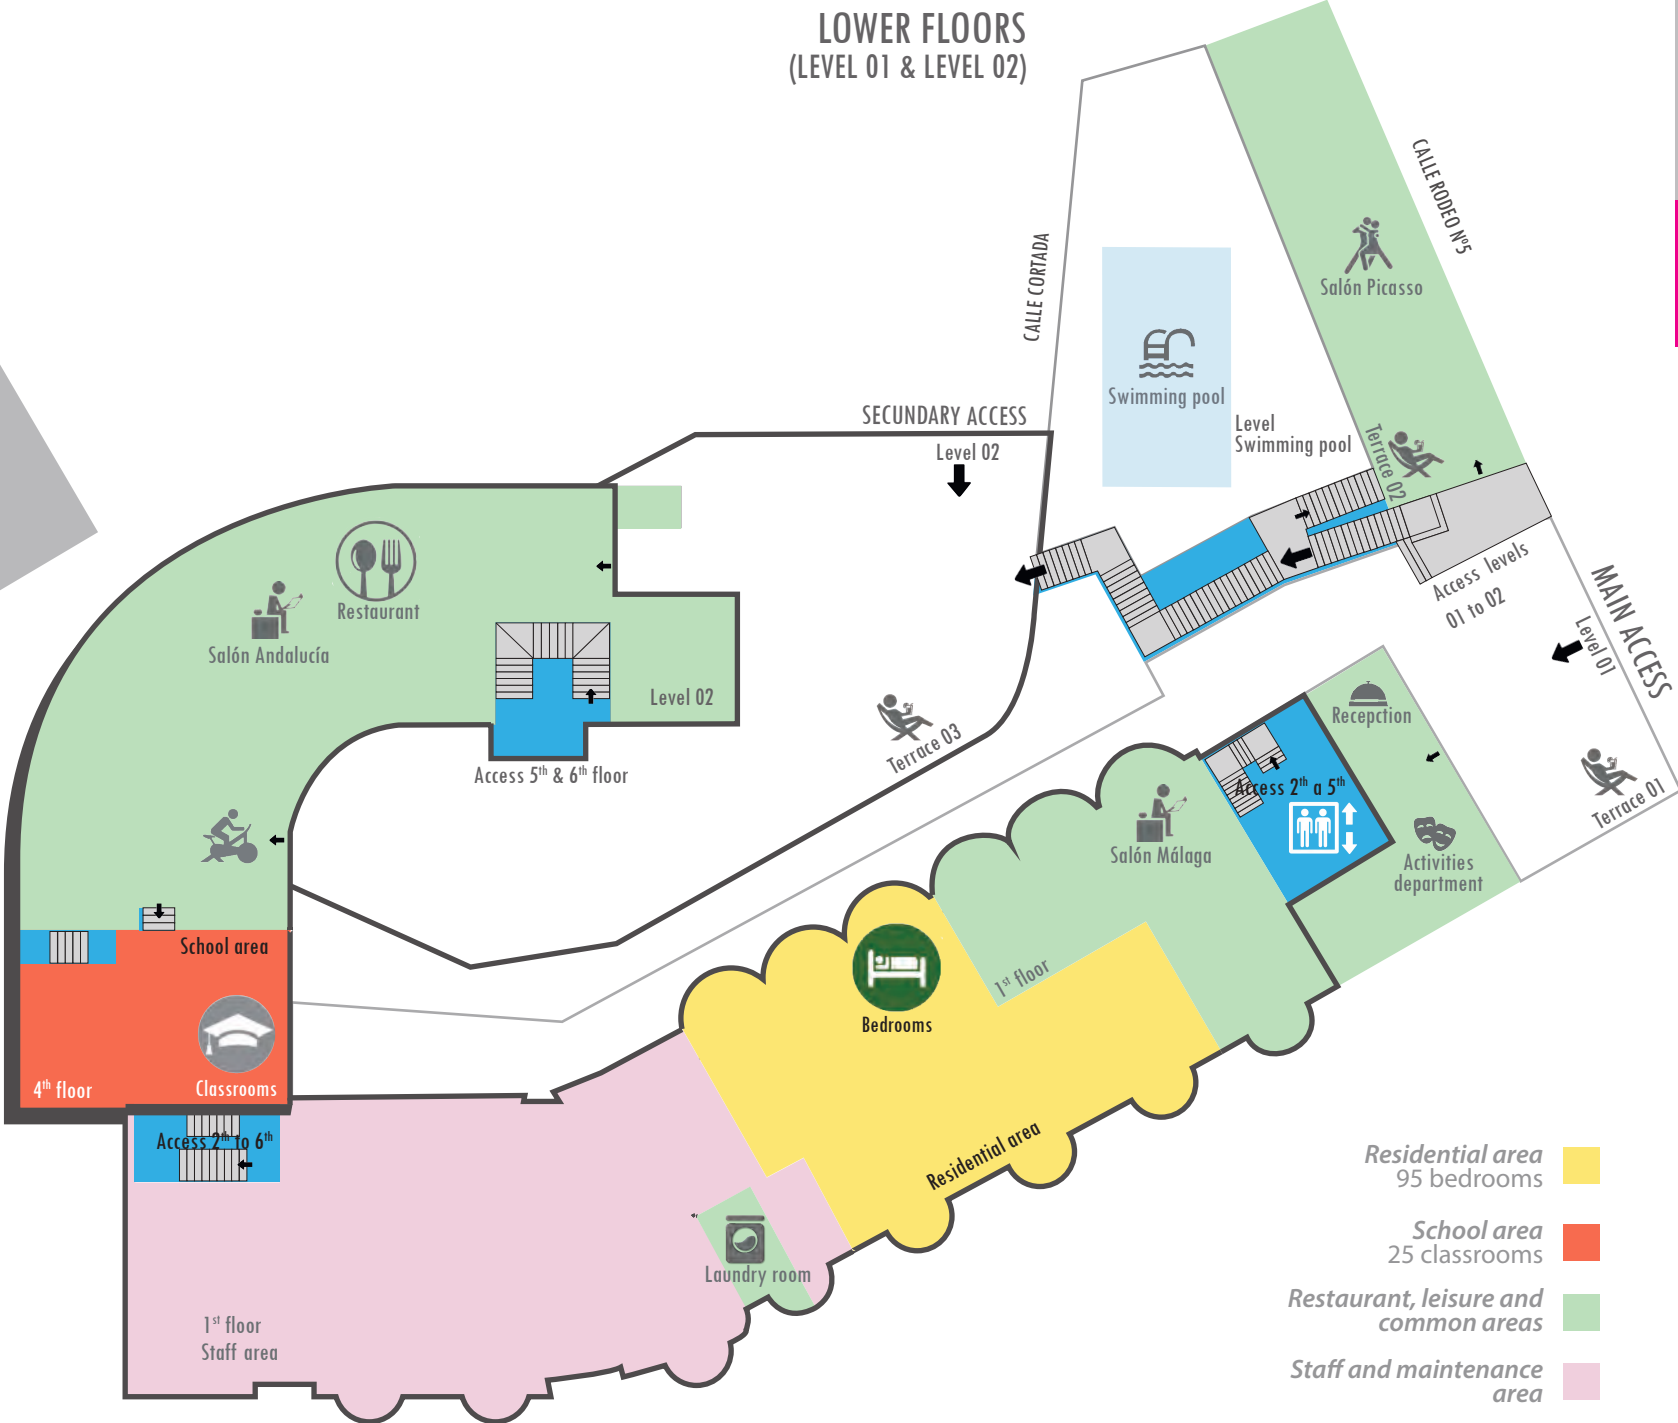 LOWER FLOORS
(LEVEL 01 & LEVEL 02)
CALLE RODEO Nº5
CALLE CORTADA
Salón Picasso
Swimming pool
Level
Swimming pool
Terrace 02
SECUNDARY ACCESS
Level 02
Access levels
01 to 02
MAIN ACCESS
Level 01
Restaurant
Salón Andalucía
Level 02
Access 5th & 6th floor
Terrace 03
Reception
Access 2th a 5th
Terrace 01
Salón Málaga
Activities
department
School area
1st floor
Bedrooms
4th floor
Classrooms
Access 2th to 6th
Residential area
Laundry room
1st floor
Staff area
Residential area
95 bedrooms
School area
25 classrooms
Restaurant, leisure and
common areas
Staff and maintenance
area